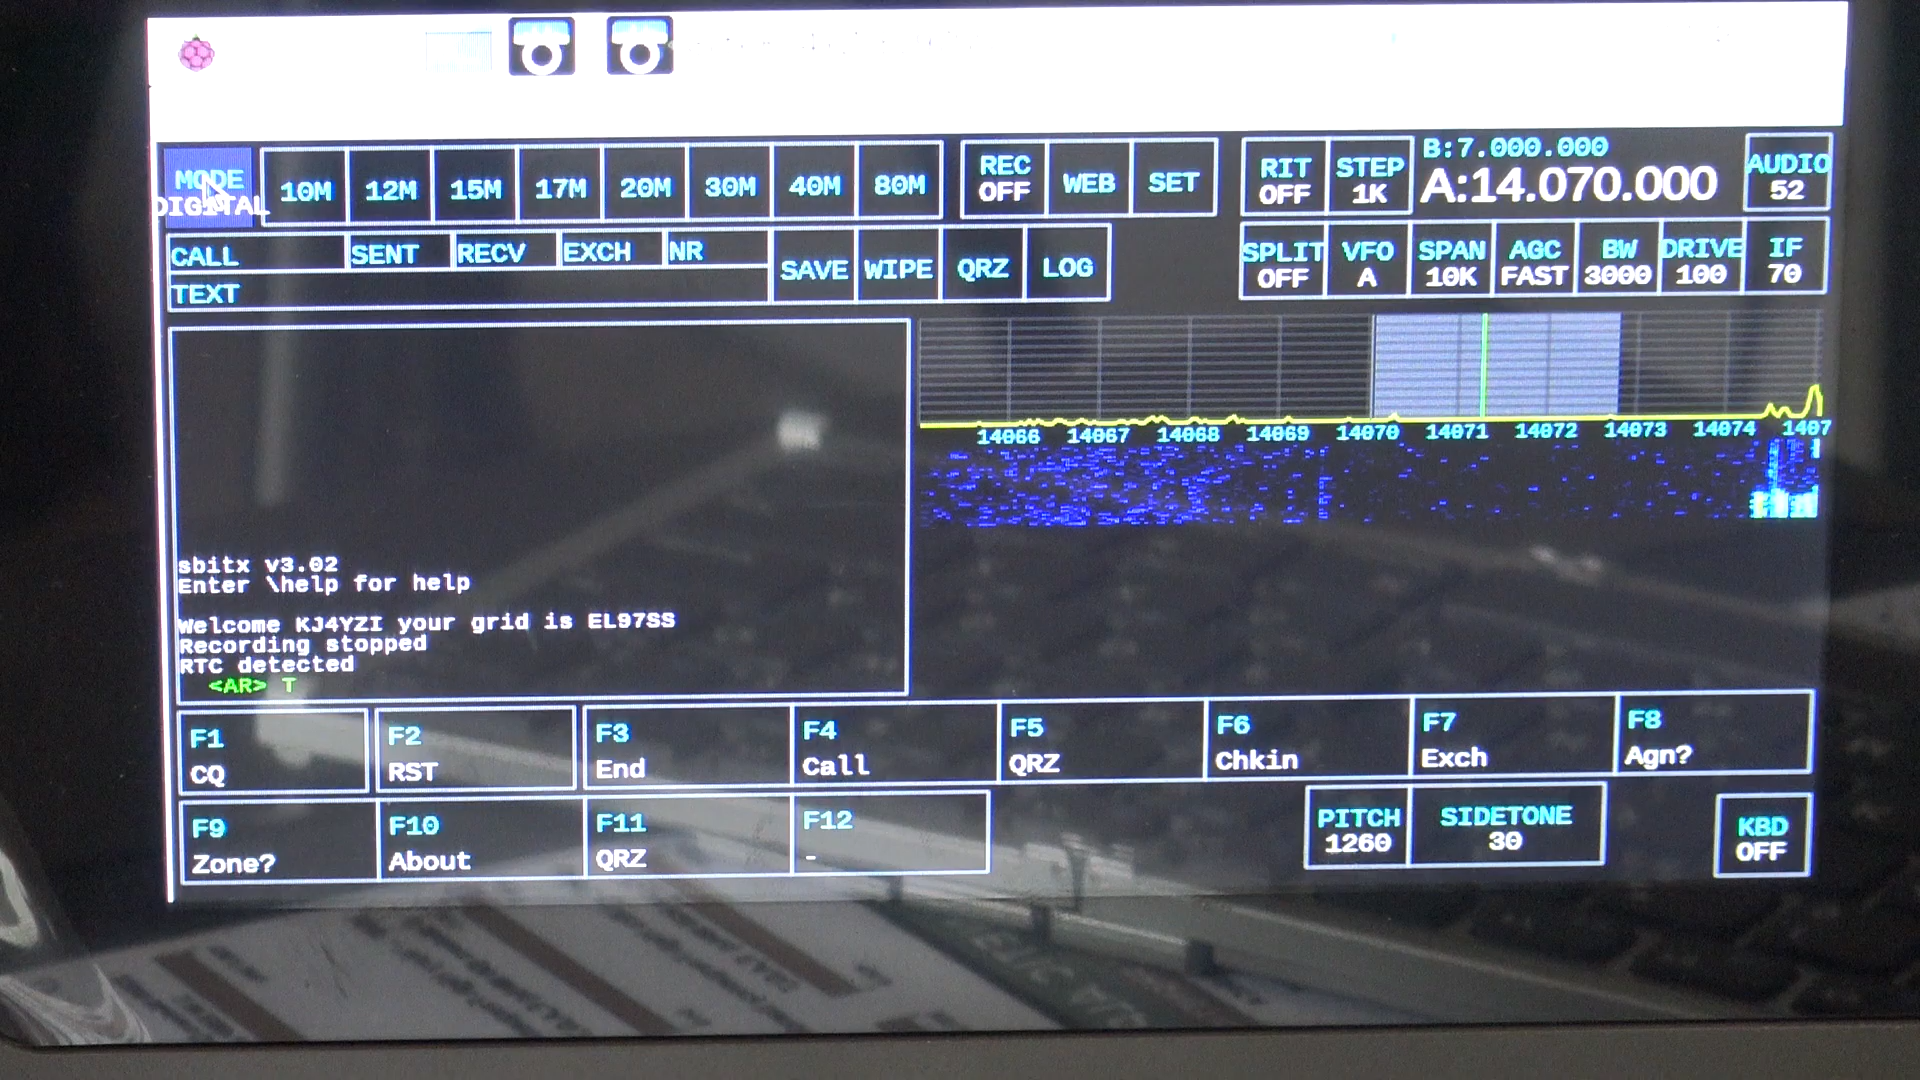 MODE
DIGITAL
10M 12M 15M 17M 20M 30M 40M 80M
REC
OFF
WEB
SET
RIT
OFF
STEP
1K
B:7.000.000
A:14.070.000
AUDIO
52
CALL SENT RECV EXCH NR
TEXT
SAVE WIPE QRZ LOG
SPLIT
OFF
VFO
A
SPAN
10K
AGC
FAST
BW
3000
DRIVE
100
IF
70
14066 14067 14068 14069 14070 14071 14072 14073 14074 1407
sbitx v3.02
Enter \help for help
Welcome KJ4YZI your grid is EL97SS
Recording stopped
RTC detected
<AR> T
F1
CQ
F2
RST
F3
End
F4
Call
F5
QRZ
F6
Chkin
F7
Exch
F8
Agn?
F9
Zone?
F10
About
F11
QRZ
F12
-
PITCH
1260
SIDETONE
30
KBD
OFF